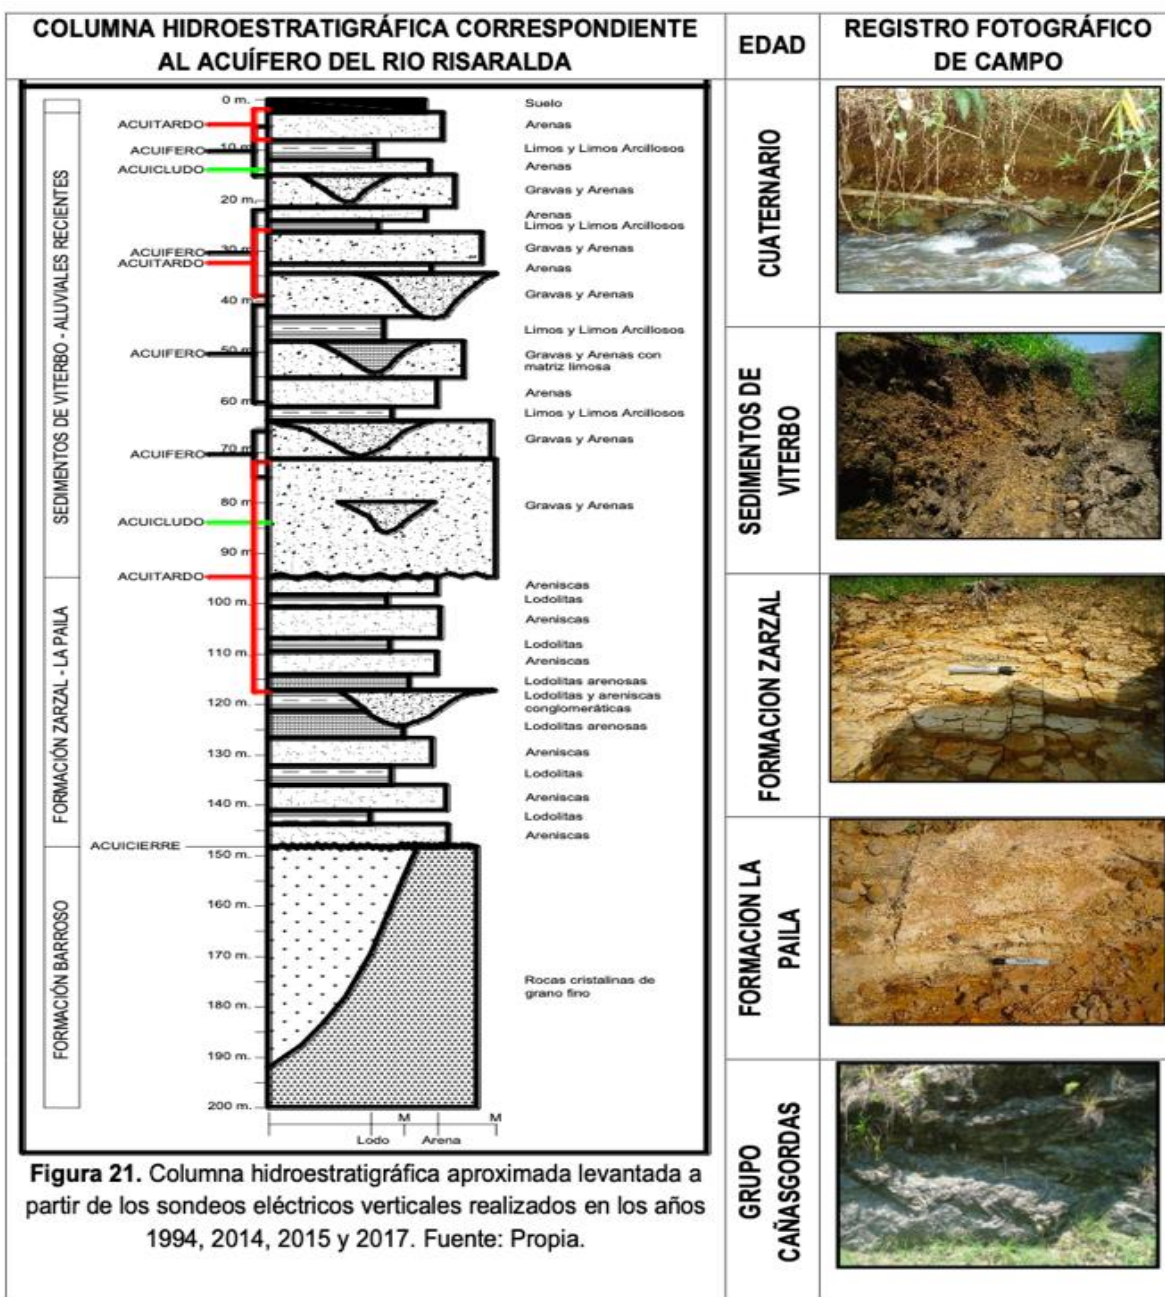 COLUMNA HIDROESTRATIGRÁFICA CORRESPONDIENTE
AL ACUÍFERO DEL RIO RISARALDA
EDAD
REGISTRO FOTOGRÁFICO
DE CAMPO
SEDIMENTOS DE VITERBO - ALUVIALES RECIENTES
FORMACIÓN ZARZAL - LA PAILA
FORMACIÓN BARROSO
ACUITARDO
ACUIFERO
ACUICLUDO
ACUIFERO
ACUITARDO
ACUIFERO
ACUIFERO
ACUICLUDO
ACUITARDO
ACUICIERRE
0 m.
10 m.
20 m.
30 m.
40 m.
50 m.
60 m.
70 m.
80 m
90 m.
100 m.
110 m.
120 m.
130 m.
140 m.
150 m.
160 m.
170 m.
180 m.
190 m.
200 m.
Suelo
Arenas
Limos y Limos Arcillosos
Arenas
Gravas y Arenas
Arenas
Limos y Limos Arcillosos
Gravas y Arenas
Arenas
Gravas y Arenas
Limos y Limos Arcillosos
Gravas y Arenas con
matriz limosa
Arenas
Limos y Limos Arcillosos
Gravas y Arenas
Gravas y Arenas
Areniscas
Lodolitas
Areniscas
Lodolitas
Areniscas
Lodolitas arenosas
Lodolitas y areniscas
conglomeráticas
Lodolitas arenosas
Areniscas
Lodolitas
Areniscas
Lodolitas
Areniscas
Rocas cristalinas de
grano fino
M
M
Lodo
Arena
Figura 21. Columna hidroestratigráfica aproximada levantada a
partir de los sondeos eléctricos verticales realizados en los años
1994, 2014, 2015 y 2017. Fuente: Propia.
CUATERNARIO
SEDIMENTOS DE
VITERBO
FORMACION ZARZAL
FORMACION LA
PAILA
GRUPO
CAÑASGORDAS